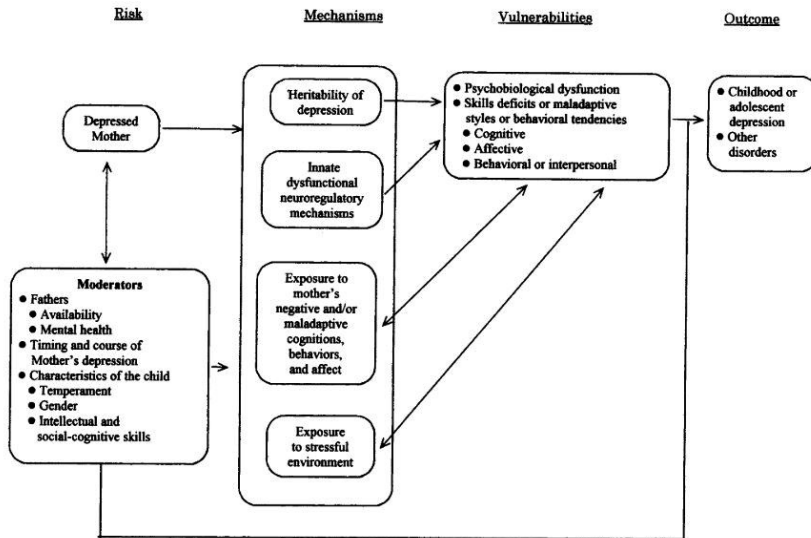 Risk
Mechanisms
Vulnerabilities
Outcome
Depressed
Mother
Moderators
● Fathers
● Availability
● Mental health
● Timing and course of
Mother's depression
● Characteristics of the child
● Temperament
● Gender
● Intellectual and
social-cognitive skills
Heritability of
depression
Innate
dysfunctional
neuroregulatory
mechanisms
Exposure to
mother's
negative and/or
maladaptive
cognitions,
behaviors,
and affect
Exposure
to stressful
environment
● Psychobiological dysfunction
● Skills deficits or maladaptive
styles or behavioral tendencies
● Cognitive
● Affective
● Behavioral or interpersonal
● Childhood or
adolescent
depression
● Other
disorders